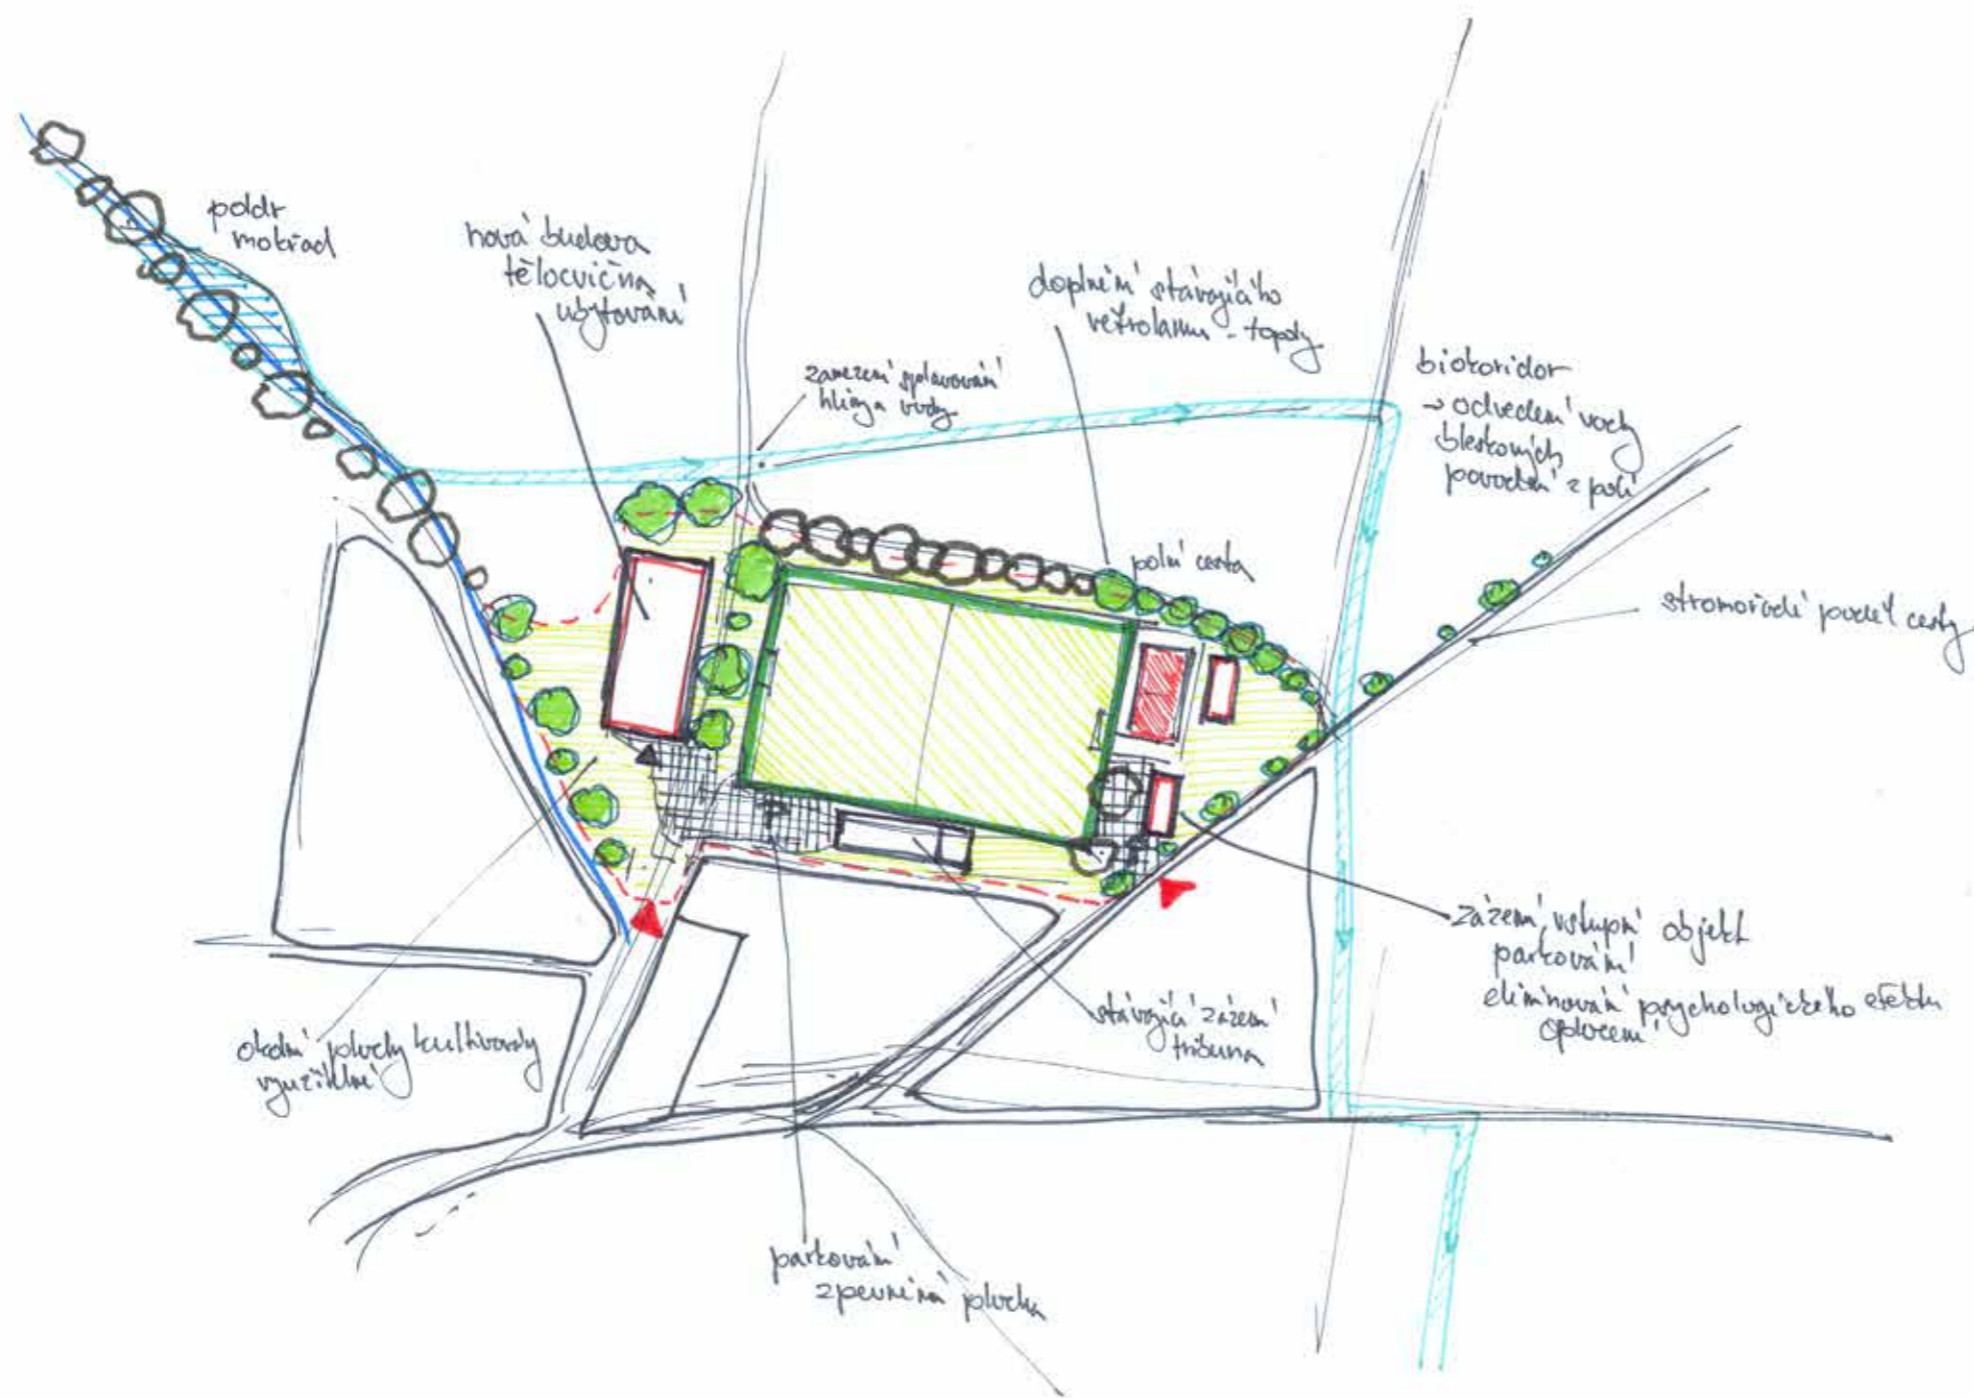 poldr
mokřad
nová budova
tělocvična
ubytování
zamezení splavování
hlíny a vody
doplnění stávajícího
větrolamu - topoly
biokoridor
→ odvedení vody
bleskových
povodní z polí
polní cesta
stromořadí podél cesty
zázemí, vstupní objekt
parkování
eliminování psychologického efektu
oplocení
stávající zázemí
tribuna
okolní plochy kultivovány
využitelné
parkování
zpevněná plocha